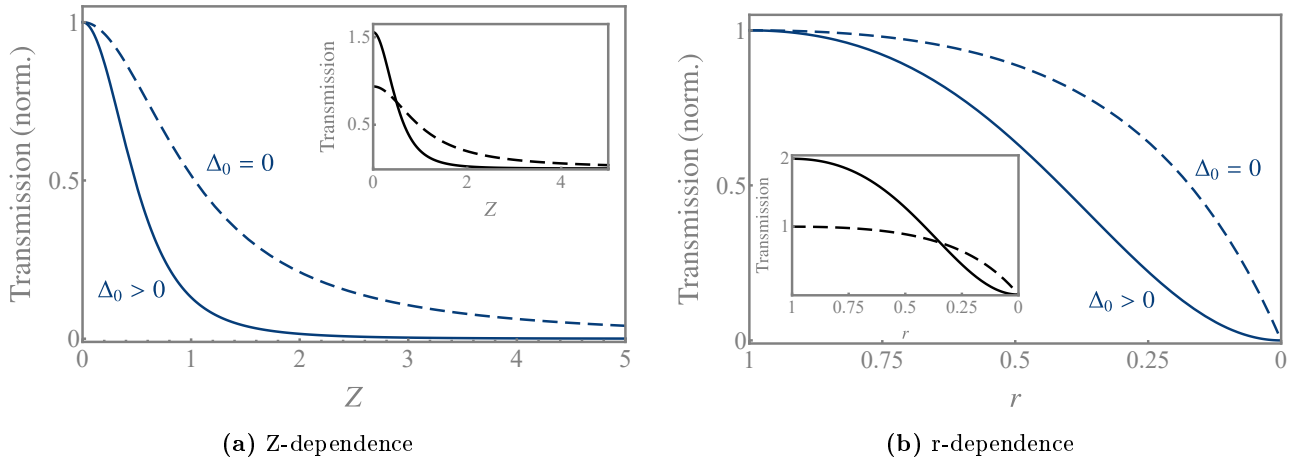 Transmission (norm.)
1
0.5
0
Δ₀ = 0
Δ₀ > 0
0 1 2 3 4 5
Z
Transmission
1.5
0.5
0 2 4
Z
(a) Z-dependence
Transmission (norm.)
1
0.5
0
Δ₀ = 0
Δ₀ > 0
1 0.75 0.5 0.25 0
r
Transmission
2
1
1 0.75 0.5 0.25 0
r
(b) r-dependence